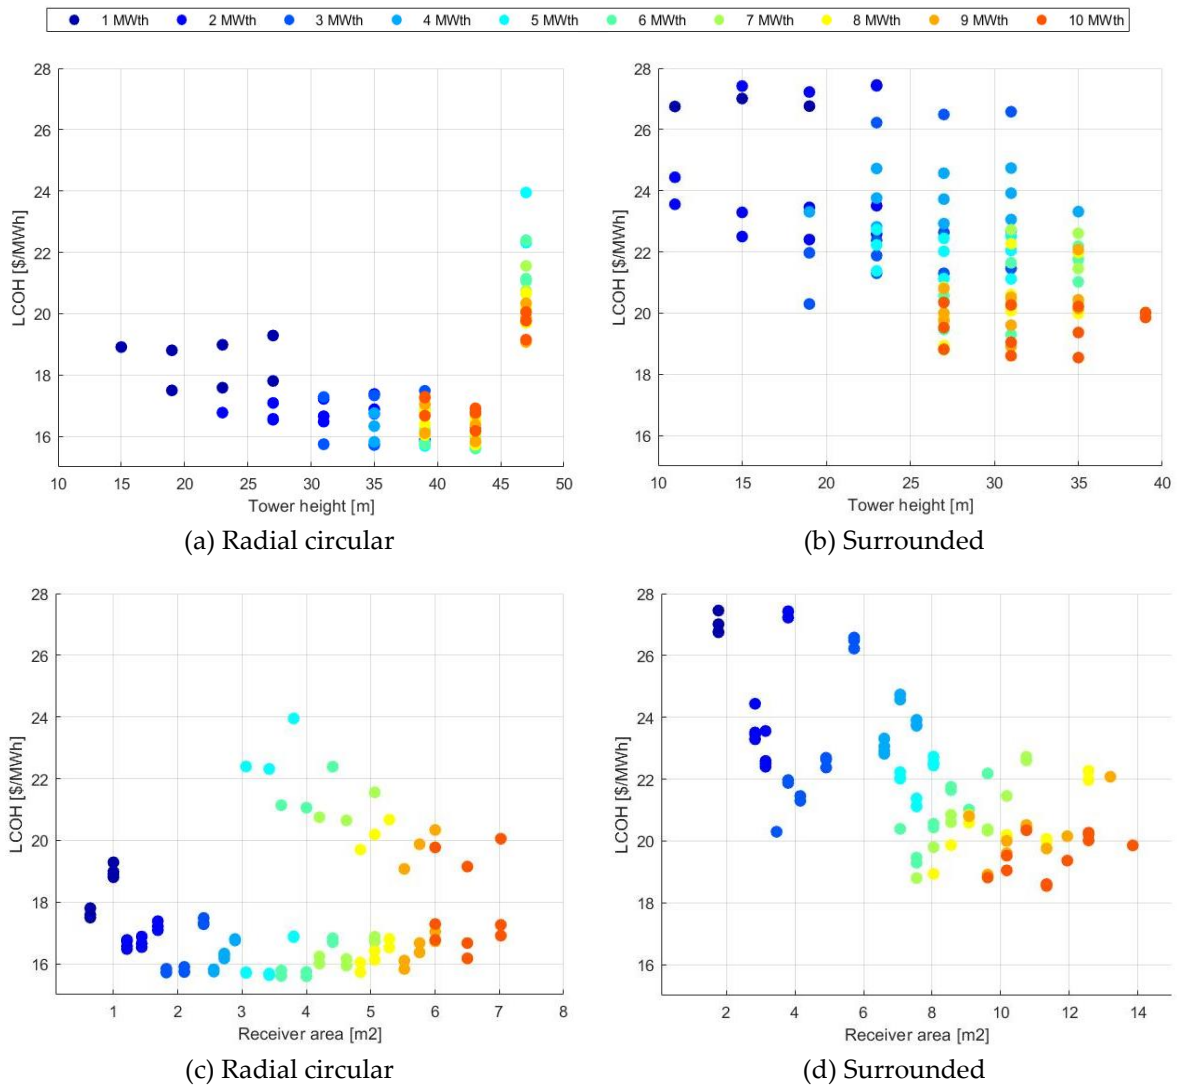 1 MWth 2 MWth 3 MWth 4 MWth 5 MWth 6 MWth 7 MWth 8 MWth 9 MWth 10 MWth
28
26
24
22
20
18
16
LCOH [$/MWh]
10 15 20 25 30 35 40 45 50
Tower height [m]
(a) Radial circular
28
26
24
22
20
18
16
LCOH [$/MWh]
10 15 20 25 30 35 40
Tower height [m]
(b) Surrounded
28
26
24
22
20
18
16
LCOH [$/MWh]
1 2 3 4 5 6 7 8
Receiver area [m2]
(c) Radial circular
28
26
24
22
20
18
16
LCOH [$/MWh]
2 4 6 8 10 12 14
Receiver area [m2]
(d) Surrounded